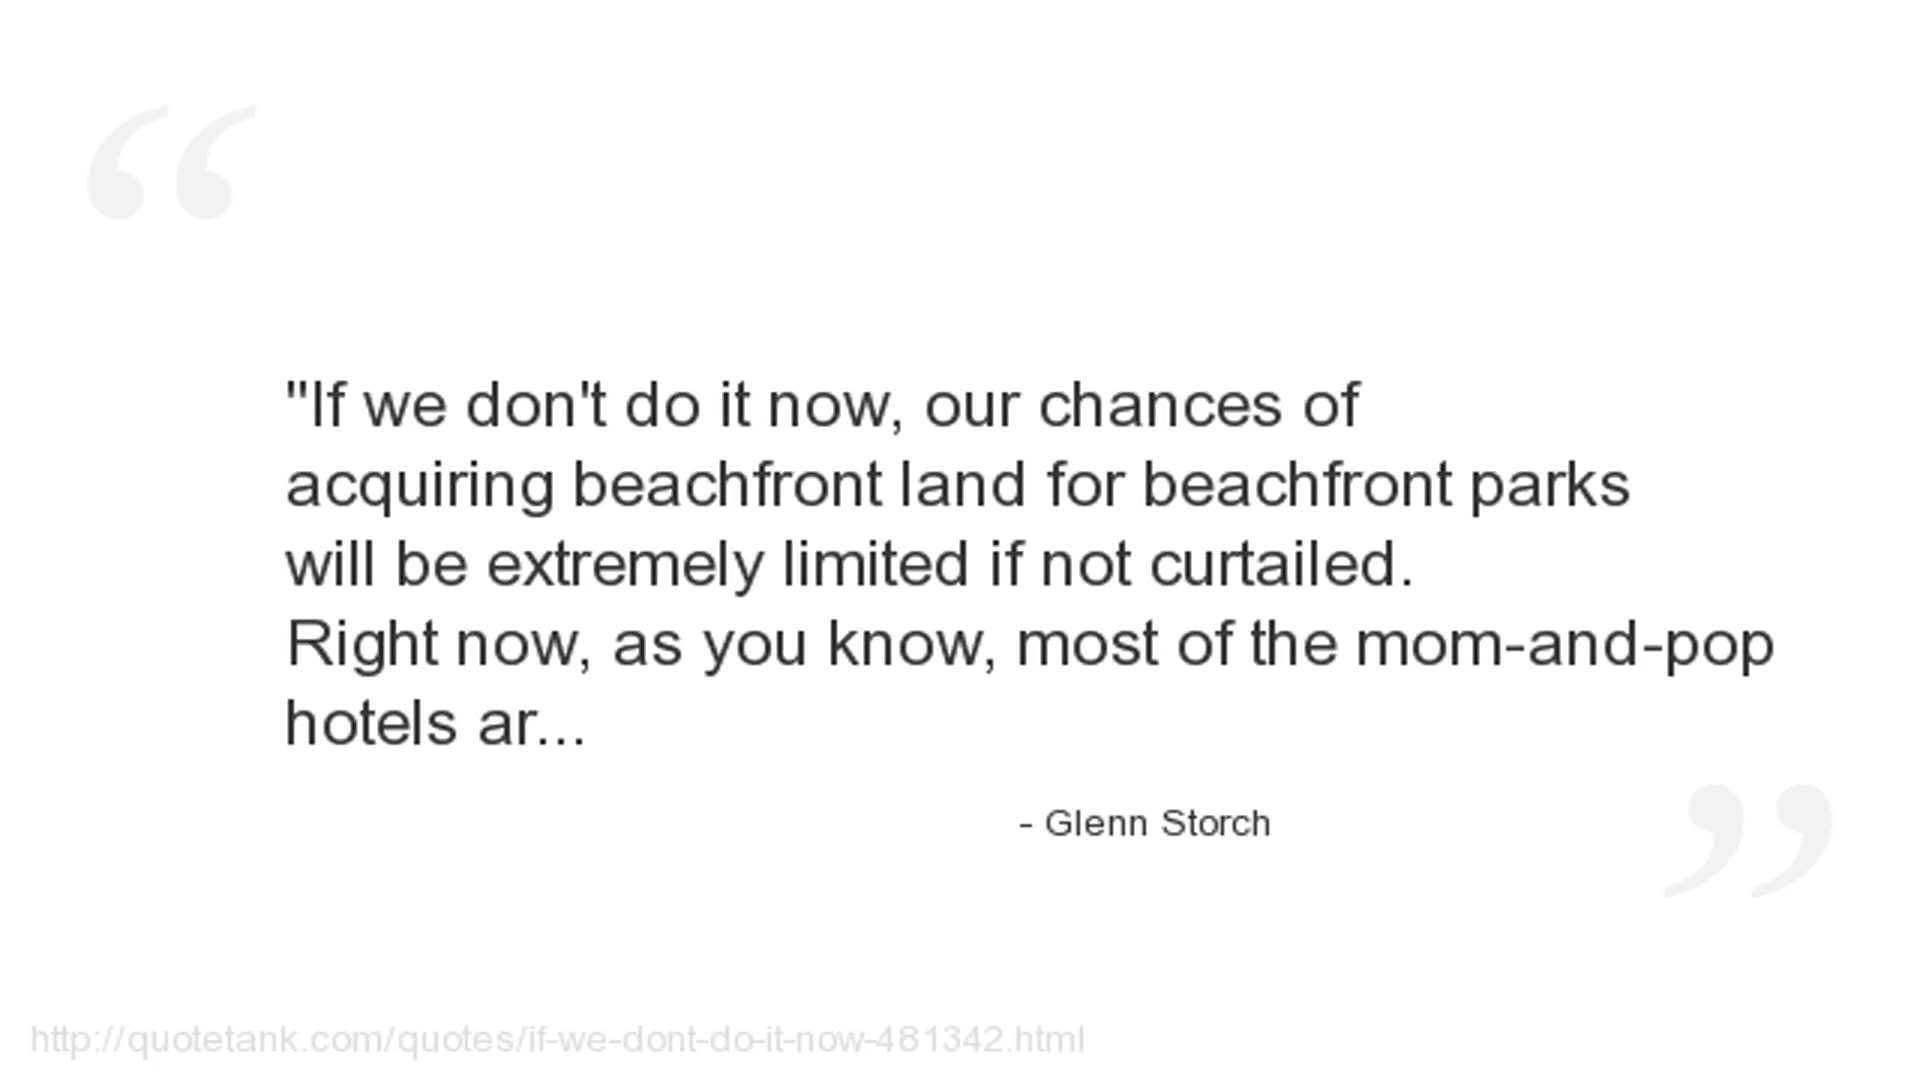 "If we don't do it now, our chances of
acquiring beachfront land for beachfront parks
will be extremely limited if not curtailed.
Right now, as you know, most of the mom-and-pop
hotels ar...
- Glenn Storch
http://quotetank.com/quotes/if-we-dont-do-it-now-481342.html